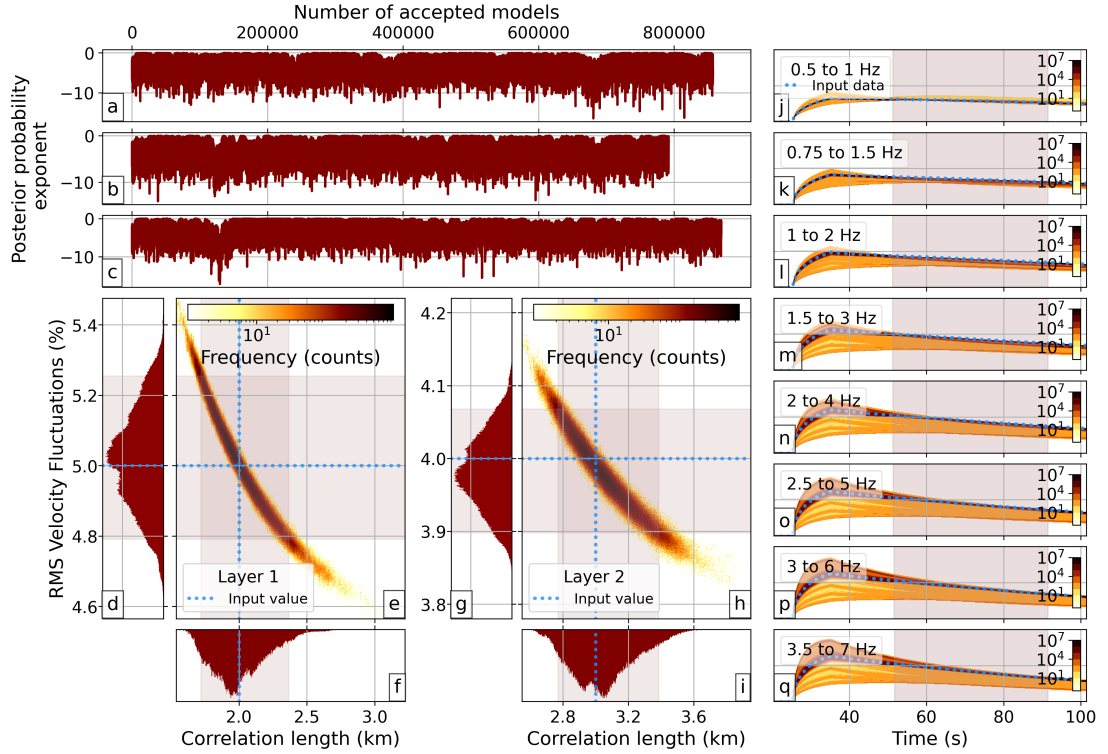 Number of accepted models
0 200000 400000 600000 800000
Posterior probability
exponent
0
−10
a
0
−10
b
0
−10
c
RMS Velocity Fluctuations (%)
5.4
5.2
5.0
4.8
4.6
d
10¹
Frequency (counts)
Layer 1
Input value
e
f
2.0 2.5 3.0
Correlation length (km)
4.2
4.1
4.0
3.9
3.8
g
10¹
Frequency (counts)
Layer 2
Input value
h
i
2.8 3.2 3.6
Correlation length (km)
0.5 to 1 Hz
Input data
10⁷
10¹
j
0.75 to 1.5 Hz
10⁷
10⁴
10¹
k
1 to 2 Hz
10⁷
10⁴
10¹
l
1.5 to 3 Hz
10⁷
10⁴
10¹
m
2 to 4 Hz
10⁷
10⁴
10¹
n
2.5 to 5 Hz
10⁷
10⁴
10¹
o
3 to 6 Hz
10⁷
10⁴
10¹
p
3.5 to 7 Hz
10⁷
10⁴
10¹
q
40 60 80 100
Time (s)